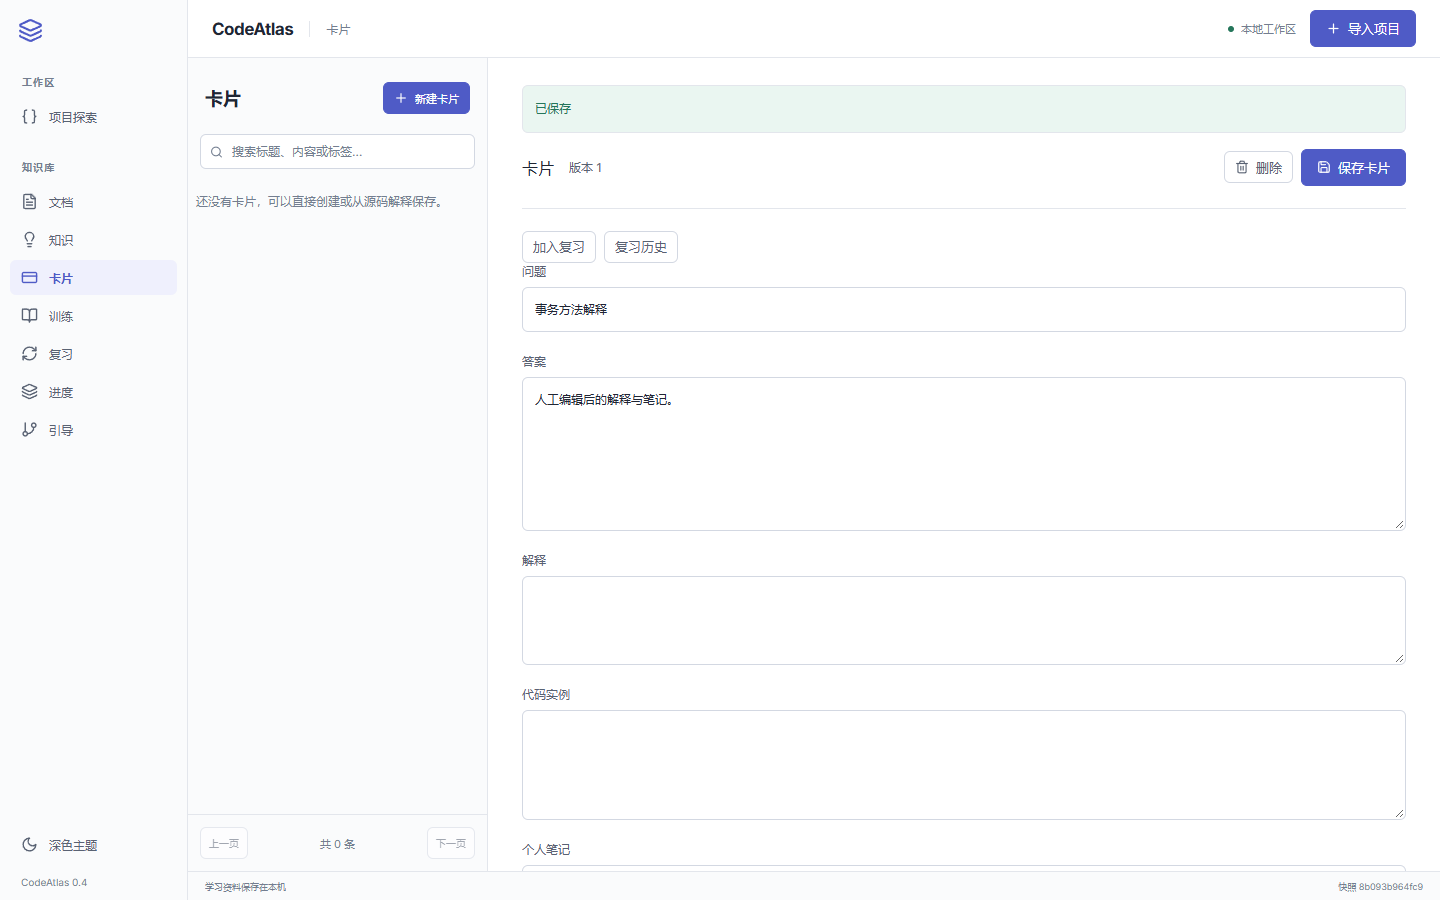 CodeAtlas
卡片
本地工作区
导入项目
工作区
项目探索
知识库
文档
知识
卡片
训练
复习
进度
引导
深色主题
CodeAtlas 0.4
卡片
新建卡片
搜索标题、内容或标签...
还没有卡片，可以直接创建或从源码解释保存。
上一页
共 0 条
下一页
已保存
卡片
版本 1
删除
保存卡片
加入复习
复习历史
问题
事务方法解释
答案
人工编辑后的解释与笔记。
解释
代码实例
个人笔记
学习资料保存在本机
快照 8b093b964fc9